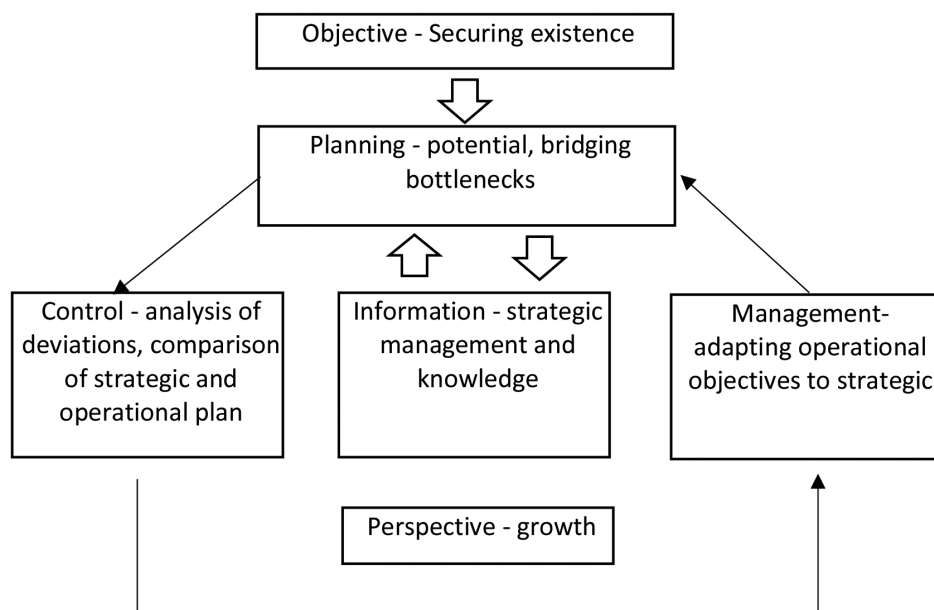 Objective - Securing existence
Planning - potential, bridging
bottlenecks
Control - analysis of
deviations, comparison
of strategic and
operational plan
Information - strategic
management and
knowledge
Management-
adapting operational
objectives to strategic
Perspective - growth